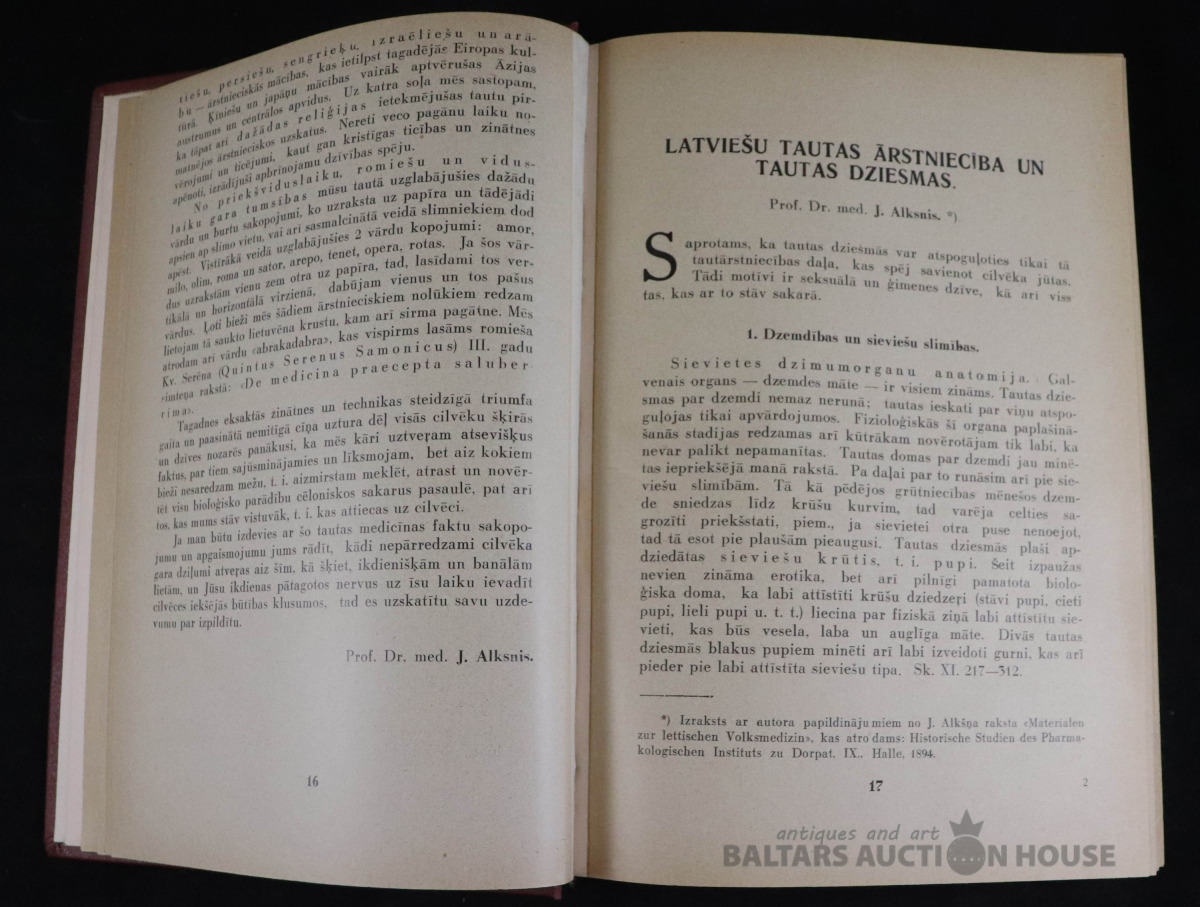 tiešu, persiešu, sengrieķu, izraēliešu un arā-
bu — ārstnieciskās mācības, kas ietilpst tagadējās Eiropas kul-
tūrā. Ķīniešu un japāņu mācības vairāk aptvērušas Āzijas
austrumus un centrālos apvidus. Uz katra soļa mēs sastopam,
ka tāpat arī dažādas reliģijas ietekmējušas tautu pir-
matnējos ārstnieciskos uzskatus. Nereti veco pagānu laiku no-
vērojumi un ticējumi, kaut gan kristīgas ticības un zinātnes
apēnoti, izrādījuši apbrīnojamu dzīvības spēju.
No priekšviduslaiku, romiešu un vidus-
laiku gara tumsības mūsu tautā uzglabājušies dažādu
vārdu un burtu sakopojumi, ko uzraksta uz papīra un tādējādi
apsien ap slimo vietu, vai arī sasmalcinātā veidā slimniekiem dod
apēst. Vistīrākā veidā uzglabājušies 2 vārdu kopojumi: amor,
milo, olim, roma un sator, arepo, tenet, opera, rotas. Ja šos vār-
dus uzrakstām vienu zem otra uz papīra, tad, lasīdami tos ver-
tikālā un horizontālā virzienā, dabūjam vienus un tos pašus
vārdus. Ļoti bieži mēs šādiem ārstnieciskiem nolūkiem redzam
lietojam tā saukto lietuvēna krustu, kam arī sirma pagātne. Mēs
atrodam arī vārdu «abrakadabra», kas vispirms lasāms romieša
Kv. Serēna (Quintus Serenus Samonicus) III. gadu
simteņa rakstā: «De medicina praecepta saluber
rima».
Tagadnes eksaktās zinātnes un technikas steidzīgā triumfa
gaita un paasinātā nemitīgā cīņa uztura dēļ visās cilvēku šķirās
un dzīves nozarēs panākusi, ka mēs kāri uztveŗam atsevišķus
faktus, par tiem sajūsminājamies un līksmojam, bet aiz kokiem
bieži nesaredzam mežu, t. i. aizmirstam meklēt, atrast un novēr-
tēt visu bioloģisko parādību cēloniskos sakarus pasaulē, pat arī
tos, kas mums stāv vistuvāk, t. i. kas attiecas uz cilvēci.
Ja man būtu izdevies ar šo tautas medicīnas faktu sakopo-
jumu un apgaismojumu jums rādīt, kādi nepārredzami cilvēka
gara dziļumi atveŗas aiz šīm, kā šķiet, ikdienišķām un banālām
lietām, un Jūsu ikdienas pātagotos nervus uz īsu laiku ievadīt
cilvēces iekšējās būtības klusumos, tad es uzskatītu savu uzde-
vumu par izpildītu.
Prof. Dr. med. J. Alksnis.
16
LATVIEŠU TAUTAS ĀRSTNIECĪBA UN
TAUTAS DZIESMAS.
Prof. Dr. med. J. Alksnis. *)
Saprotams, ka tautas dziesmās var atspoguļoties tikai tā
tautārstniecības daļa, kas spēj savienot cilvēka jūtas.
Tādi motīvi ir seksuālā un ģimenes dzīve, kā arī viss
tas, kas ar to stāv sakarā.
1. Dzemdības un sieviešu slimības.
Sievietes dzimumorganu anatomija. Gal-
venais organs — dzemdes māte — ir visiem zināms. Tautas dzie-
smas par dzemdi nemaz nerunā; tautas ieskati par viņu atspo-
guļojas tikai apvārdojumos. Fizioloģiskās šī organa paplašinā-
šanās stadijas redzamas arī kūtrākam novērotājam tik labi, ka
nevar palikt nepamanītas. Tautas domas par dzemdi jau minē-
tas iepriekšējā manā rakstā. Pa daļai par to runāsim arī pie sie-
viešu slimībām. Tā kā pēdējos grūtniecības mēnešos dzem-
de sniedzas līdz krūšu kurvim, tad varēja celties sa-
grozīti priekšstati, piem., ja sievietei otra puse nenoejot,
tad tā esot pie plaušām pieaugusi. Tautas dziesmās plaši ap-
dziedātas sieviešu krūtis, t. i. pupi. Šeit izpaužas
nevien zināma erotika, bet arī pilnīgi pamatota biolo-
ģiska doma, ka labi attīstīti krūšu dziedzeŗi (stāvi pupi, cieti
pupi, lieli pupi u. t. t.) liecina par fiziskā ziņā labi attīstītu sie-
vieti, kas būs vesela, laba un auglīga māte. Divās tautas
dziesmās blakus pupiem minēti arī labi izveidoti gurni, kas arī
pieder pie labi attīstīta sieviešu tipa. Sk. XI. 217—312.
*) Izraksts ar autora papildinājumiem no J. Alkšņa raksta «Materialen
zur lettischen Volksmedizin», kas atrodams: Historische Studien des Pharma-
kologischen Instituts zu Dorpat. IX., Halle, 1894.
17
2
antiques and art
BALTARS AUCTION HOUSE